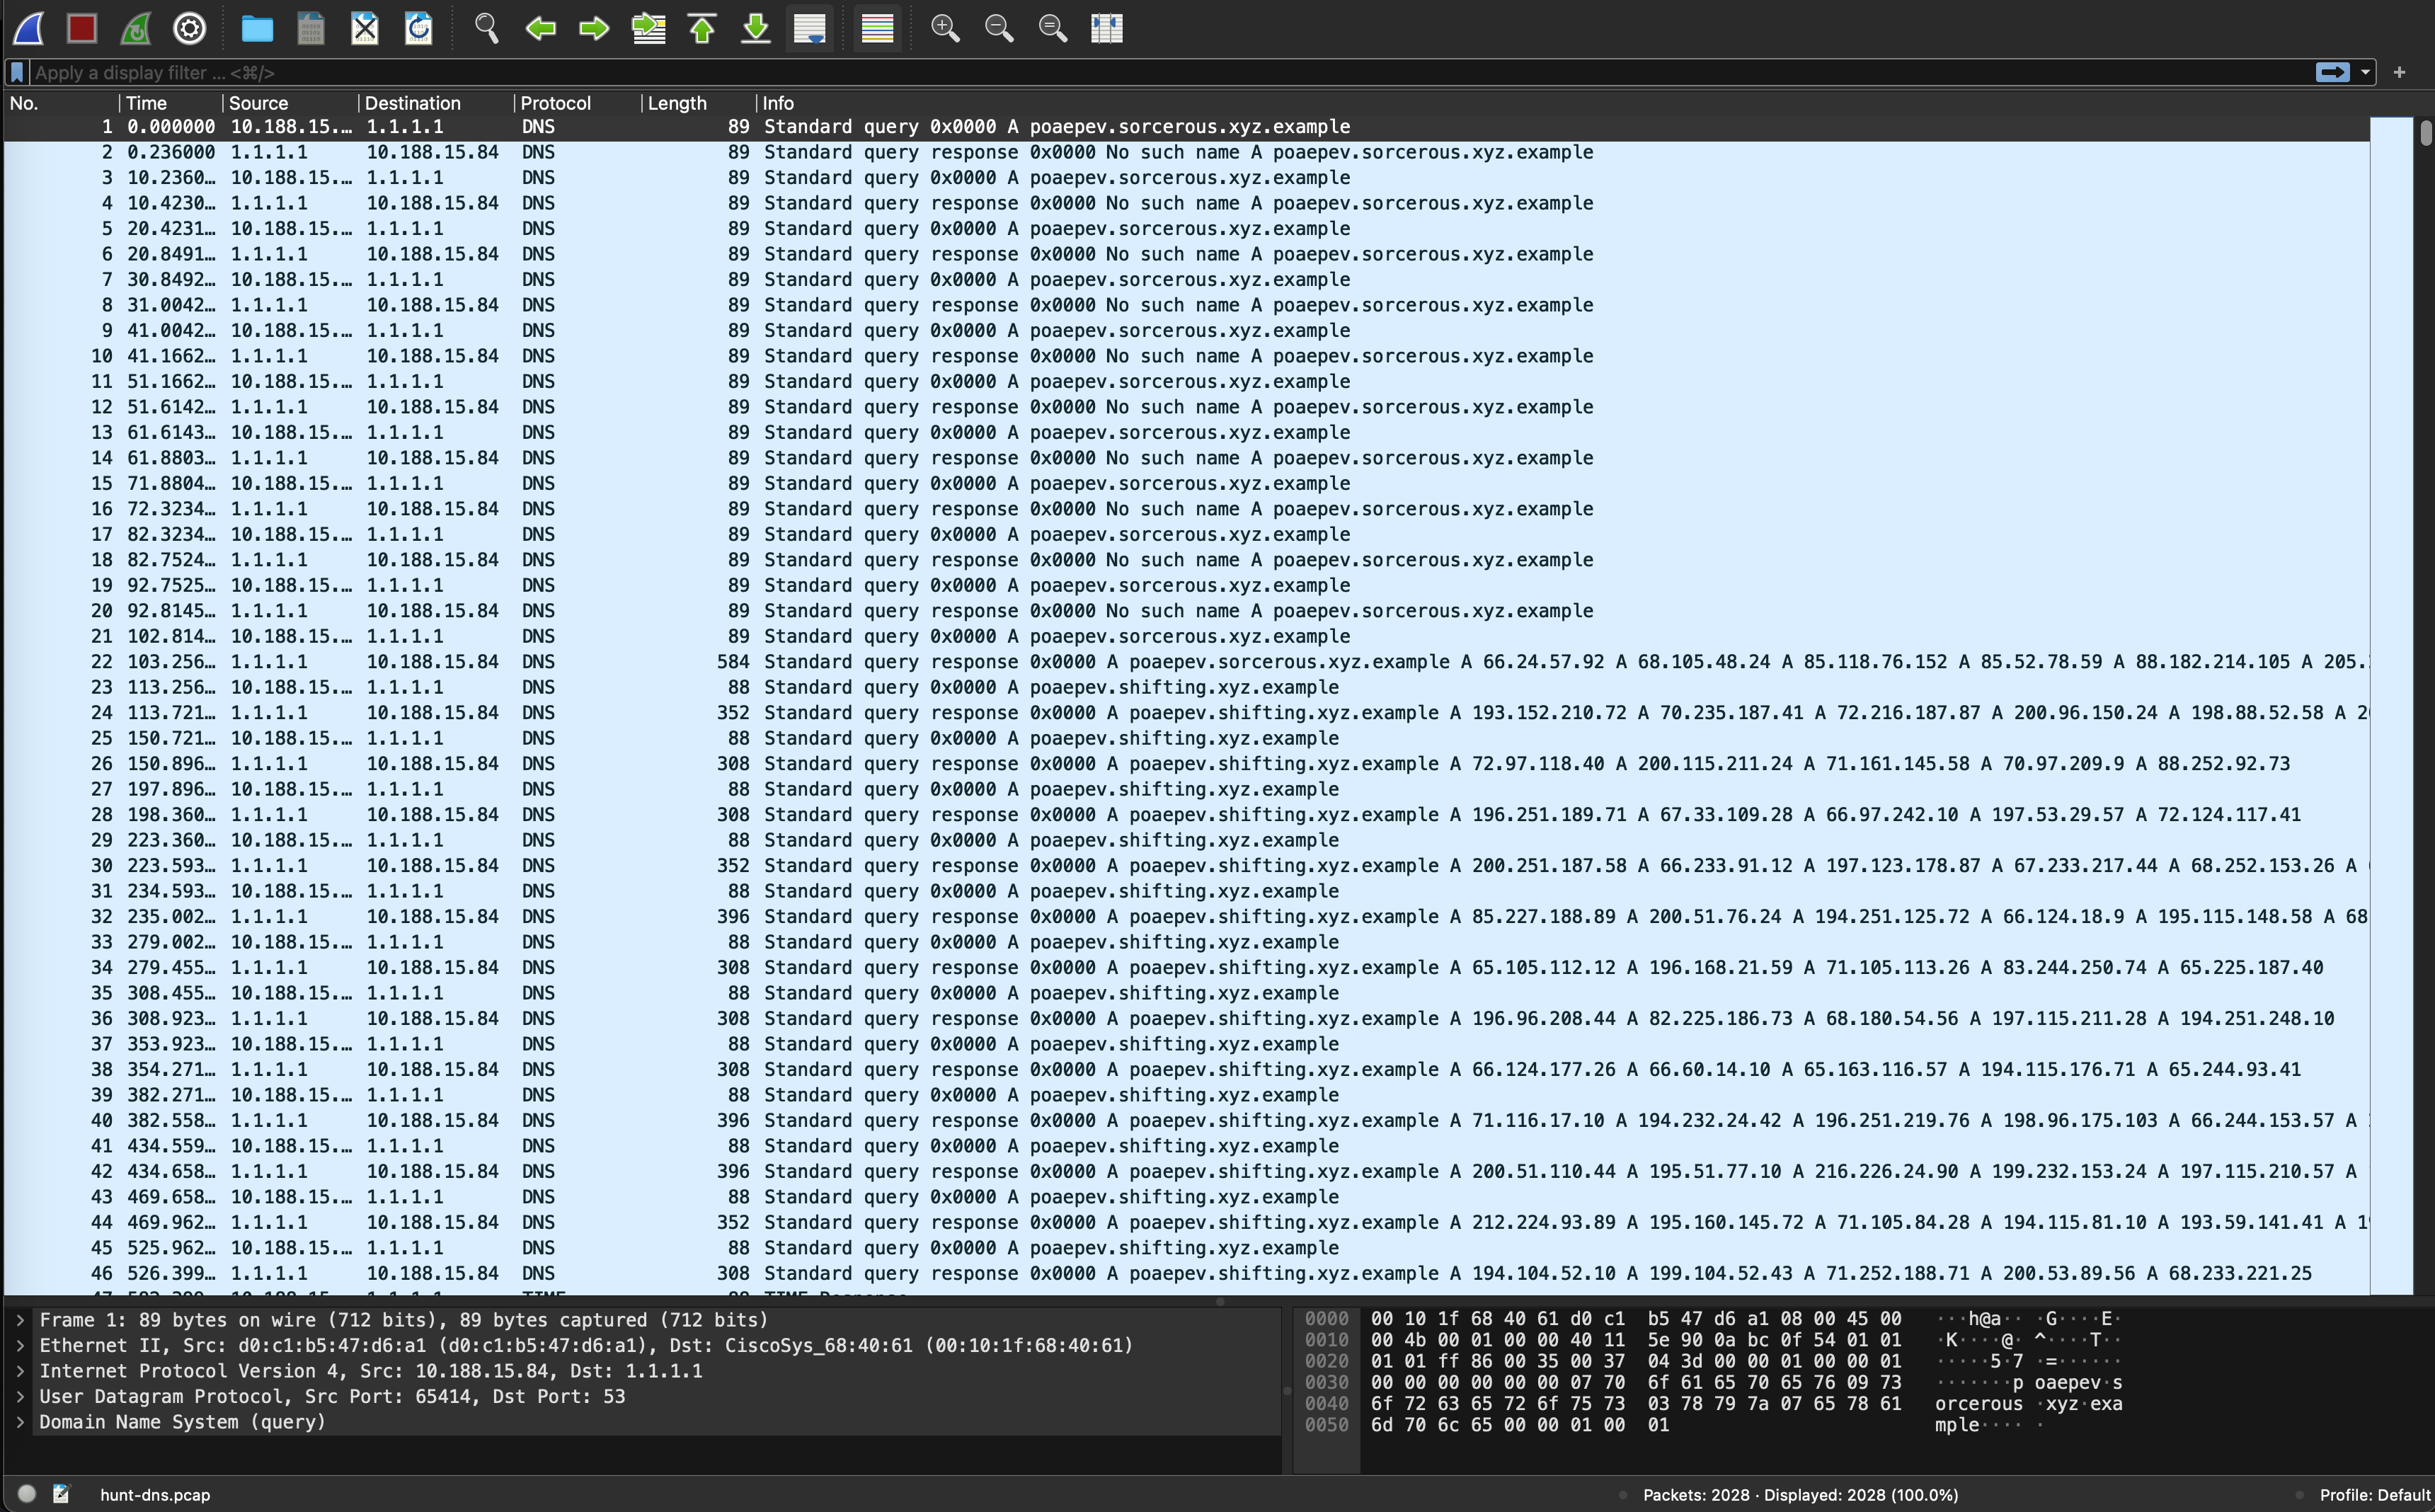 Apply a display filter ... <⌘/>
No. Time Source Destination Protocol Length Info
1 0.000000 10.188.15.… 1.1.1.1 DNS 89 Standard query 0x0000 A poaepev.sorcerous.xyz.example
2 0.236000 1.1.1.1 10.188.15.84 DNS 89 Standard query response 0x0000 No such name A poaepev.sorcerous.xyz.example
3 10.2360… 10.188.15.… 1.1.1.1 DNS 89 Standard query 0x0000 A poaepev.sorcerous.xyz.example
4 10.4230… 1.1.1.1 10.188.15.84 DNS 89 Standard query response 0x0000 No such name A poaepev.sorcerous.xyz.example
5 20.4231… 10.188.15.… 1.1.1.1 DNS 89 Standard query 0x0000 A poaepev.sorcerous.xyz.example
6 20.8491… 1.1.1.1 10.188.15.84 DNS 89 Standard query response 0x0000 No such name A poaepev.sorcerous.xyz.example
7 30.8492… 10.188.15.… 1.1.1.1 DNS 89 Standard query 0x0000 A poaepev.sorcerous.xyz.example
8 31.0042… 1.1.1.1 10.188.15.84 DNS 89 Standard query response 0x0000 No such name A poaepev.sorcerous.xyz.example
9 41.0042… 10.188.15.… 1.1.1.1 DNS 89 Standard query 0x0000 A poaepev.sorcerous.xyz.example
10 41.1662… 1.1.1.1 10.188.15.84 DNS 89 Standard query response 0x0000 No such name A poaepev.sorcerous.xyz.example
11 51.1662… 10.188.15.… 1.1.1.1 DNS 89 Standard query 0x0000 A poaepev.sorcerous.xyz.example
12 51.6142… 1.1.1.1 10.188.15.84 DNS 89 Standard query response 0x0000 No such name A poaepev.sorcerous.xyz.example
13 61.6143… 10.188.15.… 1.1.1.1 DNS 89 Standard query 0x0000 A poaepev.sorcerous.xyz.example
14 61.8803… 1.1.1.1 10.188.15.84 DNS 89 Standard query response 0x0000 No such name A poaepev.sorcerous.xyz.example
15 71.8804… 10.188.15.… 1.1.1.1 DNS 89 Standard query 0x0000 A poaepev.sorcerous.xyz.example
16 72.3234… 1.1.1.1 10.188.15.84 DNS 89 Standard query response 0x0000 No such name A poaepev.sorcerous.xyz.example
17 82.3234… 10.188.15.… 1.1.1.1 DNS 89 Standard query 0x0000 A poaepev.sorcerous.xyz.example
18 82.7524… 1.1.1.1 10.188.15.84 DNS 89 Standard query response 0x0000 No such name A poaepev.sorcerous.xyz.example
19 92.7525… 10.188.15.… 1.1.1.1 DNS 89 Standard query 0x0000 A poaepev.sorcerous.xyz.example
20 92.8145… 1.1.1.1 10.188.15.84 DNS 89 Standard query response 0x0000 No such name A poaepev.sorcerous.xyz.example
21 102.814… 10.188.15.… 1.1.1.1 DNS 89 Standard query 0x0000 A poaepev.sorcerous.xyz.example
22 103.256… 1.1.1.1 10.188.15.84 DNS 584 Standard query response 0x0000 A poaepev.sorcerous.xyz.example A 66.24.57.92 A 68.105.48.24 A 85.118.76.152 A 85.52.78.59 A 88.182.214.105 A 205.
23 113.256… 10.188.15.… 1.1.1.1 DNS 88 Standard query 0x0000 A poaepev.shifting.xyz.example
24 113.721… 1.1.1.1 10.188.15.84 DNS 352 Standard query response 0x0000 A poaepev.shifting.xyz.example A 193.152.210.72 A 70.235.187.41 A 72.216.187.87 A 200.96.150.24 A 198.88.52.58 A
25 150.721… 10.188.15.… 1.1.1.1 DNS 88 Standard query 0x0000 A poaepev.shifting.xyz.example
26 150.896… 1.1.1.1 10.188.15.84 DNS 308 Standard query response 0x0000 A poaepev.shifting.xyz.example A 72.97.118.40 A 200.115.211.24 A 71.161.145.58 A 70.97.209.9 A 88.252.92.73
27 197.896… 10.188.15.… 1.1.1.1 DNS 88 Standard query 0x0000 A poaepev.shifting.xyz.example
28 198.360… 1.1.1.1 10.188.15.84 DNS 308 Standard query response 0x0000 A poaepev.shifting.xyz.example A 196.251.189.71 A 67.33.109.28 A 66.97.242.10 A 197.53.29.57 A 72.124.117.41
29 223.360… 10.188.15.… 1.1.1.1 DNS 88 Standard query 0x0000 A poaepev.shifting.xyz.example
30 223.593… 1.1.1.1 10.188.15.84 DNS 352 Standard query response 0x0000 A poaepev.shifting.xyz.example A 200.251.187.58 A 66.233.91.12 A 197.123.178.87 A 67.233.217.44 A 68.252.153.26 A
31 234.593… 10.188.15.… 1.1.1.1 DNS 88 Standard query 0x0000 A poaepev.shifting.xyz.example
32 235.002… 1.1.1.1 10.188.15.84 DNS 396 Standard query response 0x0000 A poaepev.shifting.xyz.example A 85.227.188.89 A 200.51.76.24 A 194.251.125.72 A 66.124.18.9 A 195.115.148.58 A 68
33 279.002… 10.188.15.… 1.1.1.1 DNS 88 Standard query 0x0000 A poaepev.shifting.xyz.example
34 279.455… 1.1.1.1 10.188.15.84 DNS 308 Standard query response 0x0000 A poaepev.shifting.xyz.example A 65.105.112.12 A 196.168.21.59 A 71.105.113.26 A 83.244.250.74 A 65.225.187.40
35 308.455… 10.188.15.… 1.1.1.1 DNS 88 Standard query 0x0000 A poaepev.shifting.xyz.example
36 308.923… 1.1.1.1 10.188.15.84 DNS 308 Standard query response 0x0000 A poaepev.shifting.xyz.example A 196.96.208.44 A 82.225.186.73 A 68.180.54.56 A 197.115.211.28 A 194.251.248.10
37 353.923… 10.188.15.… 1.1.1.1 DNS 88 Standard query 0x0000 A poaepev.shifting.xyz.example
38 354.271… 1.1.1.1 10.188.15.84 DNS 308 Standard query response 0x0000 A poaepev.shifting.xyz.example A 66.124.177.26 A 66.60.14.10 A 65.163.116.57 A 194.115.176.71 A 65.244.93.41
39 382.271… 10.188.15.… 1.1.1.1 DNS 88 Standard query 0x0000 A poaepev.shifting.xyz.example
40 382.558… 1.1.1.1 10.188.15.84 DNS 396 Standard query response 0x0000 A poaepev.shifting.xyz.example A 71.116.17.10 A 194.232.24.42 A 196.251.219.76 A 198.96.175.103 A 66.244.153.57 A
41 434.559… 10.188.15.… 1.1.1.1 DNS 88 Standard query 0x0000 A poaepev.shifting.xyz.example
42 434.658… 1.1.1.1 10.188.15.84 DNS 396 Standard query response 0x0000 A poaepev.shifting.xyz.example A 200.51.110.44 A 195.51.77.10 A 216.226.24.90 A 199.232.153.24 A 197.115.210.57 A
43 469.658… 10.188.15.… 1.1.1.1 DNS 88 Standard query 0x0000 A poaepev.shifting.xyz.example
44 469.962… 1.1.1.1 10.188.15.84 DNS 352 Standard query response 0x0000 A poaepev.shifting.xyz.example A 212.224.93.89 A 195.160.145.72 A 71.105.84.28 A 194.115.81.10 A 193.59.141.41 A
45 525.962… 10.188.15.… 1.1.1.1 DNS 88 Standard query 0x0000 A poaepev.shifting.xyz.example
46 526.399… 1.1.1.1 10.188.15.84 DNS 308 Standard query response 0x0000 A poaepev.shifting.xyz.example A 194.104.52.10 A 199.104.52.43 A 71.252.188.71 A 200.53.89.56 A 68.233.221.25
Frame 1: 89 bytes on wire (712 bits), 89 bytes captured (712 bits)
Ethernet II, Src: d0:c1:b5:47:d6:a1 (d0:c1:b5:47:d6:a1), Dst: CiscoSys_68:40:61 (00:10:1f:68:40:61)
Internet Protocol Version 4, Src: 10.188.15.84, Dst: 1.1.1.1
User Datagram Protocol, Src Port: 65414, Dst Port: 53
Domain Name System (query)
0000 00 10 1f 68 40 61 d0 c1 b5 47 d6 a1 08 00 45 00 ···h@a·· ·G····E·
0010 00 4b 00 01 00 00 40 11 5e 90 0a bc 0f 54 01 01 ·K····@· ^····T··
0020 01 01 ff 86 00 35 00 37 04 3d 00 00 01 00 00 01 ·····5·7 ·=······
0030 00 00 00 00 00 00 07 70 6f 61 65 70 65 76 09 73 ·······p oaepev·s
0040 6f 72 63 65 72 6f 75 73 03 78 79 7a 07 65 78 61 orcerous ·xyz·exa
0050 6d 70 6c 65 00 00 01 00 01 mple···· ·
hunt-dns.pcap
Packets: 2028 · Displayed: 2028 (100.0%)
Profile: Default